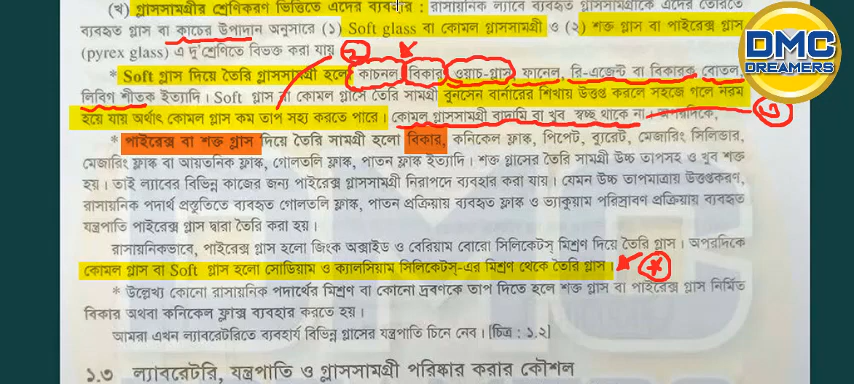 (খ) গ্লাসসামগ্রীর শ্রেণিকরণ ভিত্তিতে এদের ব্যবহার : রাসায়নিক ল্যাবে ব্যবহৃত গ্লাসসামগ্রীকে এদের তৈরিতে
ব্যবহৃত গ্লাস বা কাচের উপাদান অনুসারে (১) Soft glass বা কোমল গ্লাসসামগ্রী ও (২) শক্ত গ্লাস বা পাইরেক্স গ্লাস
(pyrex glass) এ দু'শ্রেণিতে বিভক্ত করা যায়
* Soft গ্লাস দিয়ে তৈরি গ্লাসসামগ্রী হলো কাচনল, বিকার, ওয়াচ-গ্লাস, ফানেল, রি-এজেন্ট বা বিকারক বোতল,
লিবিগ শীতক ইত্যাদি। Soft গ্লাস বা কোমল গ্লাসে তৈরি সামগ্রী বুনসেন বার্নারের শিখায় উত্তপ্ত করলে সহজে গলে নরম
হয়ে যায় অর্থাৎ কোমল গ্লাস কম তাপ সহ্য করতে পারে। কোমল গ্লাসসামগ্রী বাদামি বা খুব স্বচ্ছ থাকে না। অপরদিকে,
* পাইরেক্স বা শক্ত গ্লাস দিয়ে তৈরি সামগ্রী হলো বিকার, কনিকেল ফ্লাস্ক, পিপেট, ব্যুরেট, মেজারিং সিলিন্ডার,
মেজারিং ফ্লাস্ক বা আয়তনিক ফ্লাস্ক, গোলতলি ফ্লাস্ক, পাতন ফ্লাস্ক ইত্যাদি। শক্ত গ্লাসের তৈরি সামগ্রী উচ্চ তাপসহ ও খুব শক্ত
হয়। তাই ল্যাবের বিভিন্ন কাজের জন্য পাইরেক্স গ্লাসসামগ্রী নিরাপদে ব্যবহার করা যায়। যেমন উচ্চ তাপমাত্রায় উত্তপ্তকরণ,
রাসায়নিক পদার্থ প্রস্তুতিতে ব্যবহৃত গোলতলি ফ্লাস্ক, পাতন প্রক্রিয়ায় ব্যবহৃত ফ্লাস্ক ও ভ্যাকুয়াম পরিস্রাবণ প্রক্রিয়ায় ব্যবহৃত
যন্ত্রপাতি পাইরেক্স গ্লাস দ্বারা তৈরি করা হয়।
রাসায়নিকভাবে, পাইরেক্স গ্লাস হলো জিংক অক্সাইড ও বেরিয়াম বোরো সিলিকেটস্ মিশ্রণ দিয়ে তৈরি গ্লাস। অপরদিকে
কোমল গ্লাস বা Soft গ্লাস হলো সোডিয়াম ও ক্যালসিয়াম সিলিকেটস্-এর মিশ্রণ থেকে তৈরি গ্লাস।
* উল্লেখ্য কোনো রাসায়নিক পদার্থের মিশ্রণ বা কোনো দ্রবণকে তাপ দিতে হলে শক্ত গ্লাস বা পাইরেক্স গ্লাস নির্মিত
বিকার অথবা কনিকেল ফ্লাস্ক ব্যবহার করতে হয়।
আমরা এখন ল্যাবরেটরিতে ব্যবহার্য বিভিন্ন গ্লাসের যন্ত্রপাতি চিনে নেব। [চিত্র : ১.২]
১.৩ ল্যাবরেটরি, যন্ত্রপাতি ও গ্লাসসামগ্রী পরিষ্কার করার কৌশল
DMC
DREAMERS